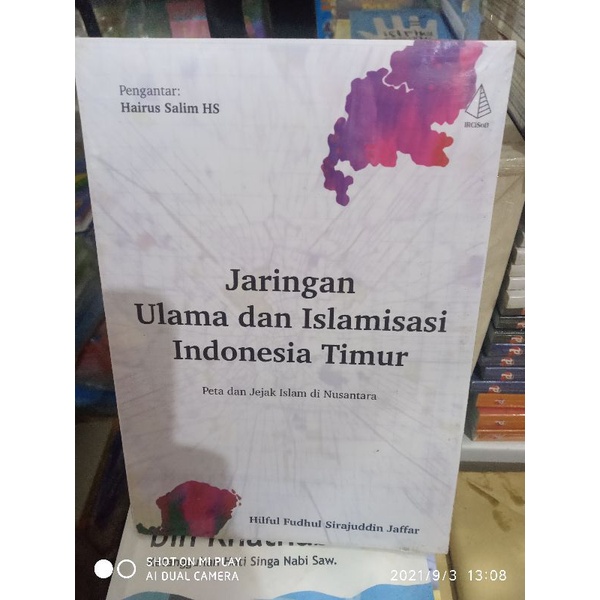 Pengantar:
Hairus Salim HS
IRCiSoD
Jaringan
Ulama dan Islamisasi
Indonesia Timur
Peta dan Jejak Islam di Nusantara
Hilful Fudhul Sirajuddin Jaffar
Singa Nabi Saw.
SHOT ON MI PLAY
AI DUAL CAMERA
2021/9/3 13:08